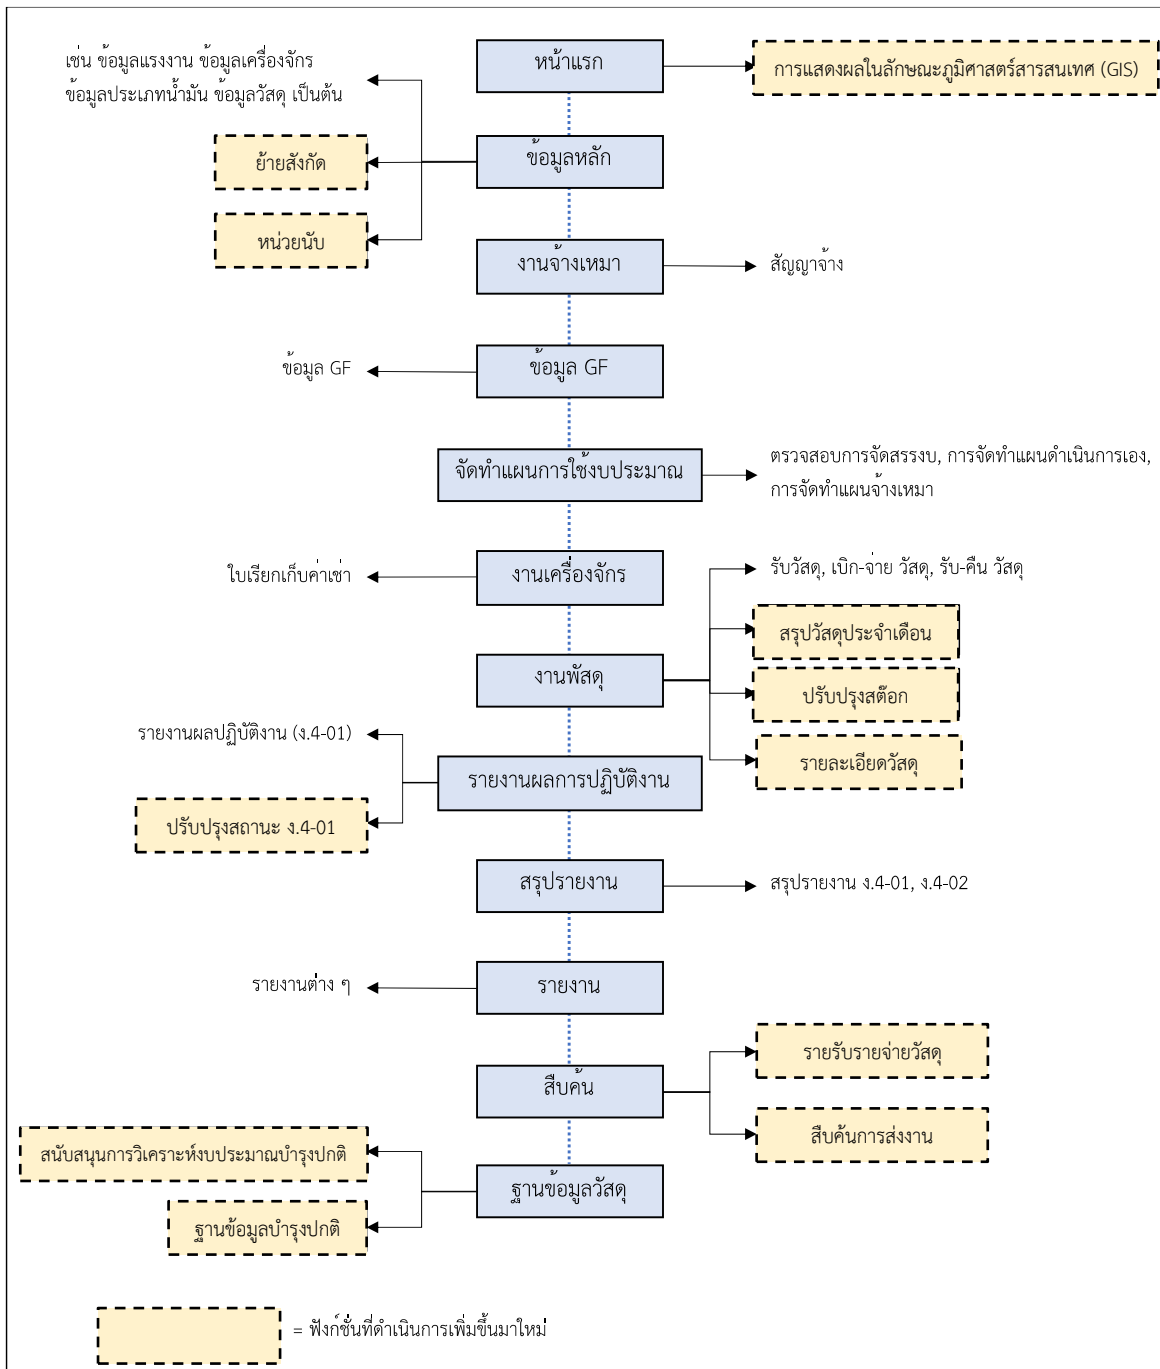 หน้าแรก
การแสดงผลในลักษณะภูมิศาสตร์สารสนเทศ (GIS)
เช่น ข้อมูลแรงงาน ข้อมูลเครื่องจักร
ข้อมูลประเภทน้ำมัน ข้อมูลวัสดุ เป็นต้น
ข้อมูลหลัก
ย้ายสังกัด
หน่วยนับ
งานจ้างเหมา
สัญญาจ้าง
ข้อมูล GF
ข้อมูล GF
จัดทำแผนการใช้งบประมาณ
ตรวจสอบการจัดสรรงบ, การจัดทำแผนดำเนินการเอง,
การจัดทำแผนจ้างเหมา
ใบเรียกเก็บค่าเช่า
งานเครื่องจักร
รับวัสดุ, เบิก-จ่าย วัสดุ, รับ-คืน วัสดุ
สรุปวัสดุประจำเดือน
งานพัสดุ
ปรับปรุงสต๊อก
รายละเอียดวัสดุ
รายงานผลปฏิบัติงาน (ง.4-01)
รายงานผลการปฏิบัติงาน
ปรับปรุงสถานะ ง.4-01
สรุปรายงาน
สรุปรายงาน ง.4-01, ง.4-02
รายงานต่าง ๆ
รายงาน
รายรับรายจ่ายวัสดุ
สืบค้น
สืบค้นการส่งงาน
สนับสนุนการวิเคราะห์งบประมาณบำรุงปกติ
ฐานข้อมูลวัสดุ
ฐานข้อมูลบำรุงปกติ
= ฟังก์ชั่นที่ดำเนินการเพิ่มขึ้นมาใหม่